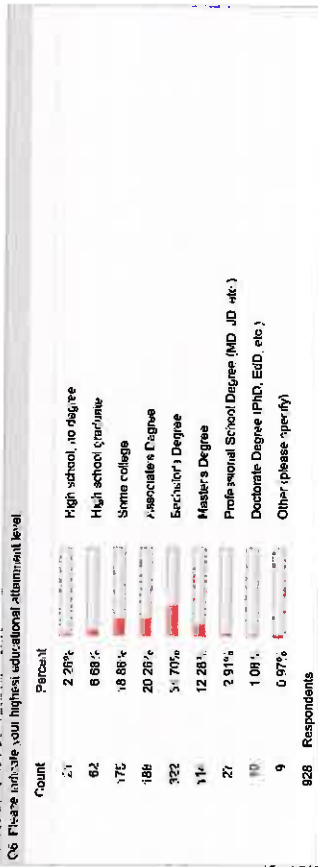 Q6 Please indicate your highest educational attainment level
Count Percent
21 2.26% High school, no degree
62 6.68% High school graduate
175 18.86% Some college
188 20.26% Associate's Degree
322 34.70% Bachelor's Degree
114 12.28% Master's Degree
27 2.91% Professional School Degree (MD, JD, etc.)
10 1.08% Doctorate Degree (PhD, EdD, etc.)
9 0.97% Other (please specify)
928 Respondents